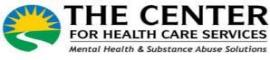 THE CENTER
FOR HEALTH CARE SERVICES
Mental Health & Substance Abuse Solutions